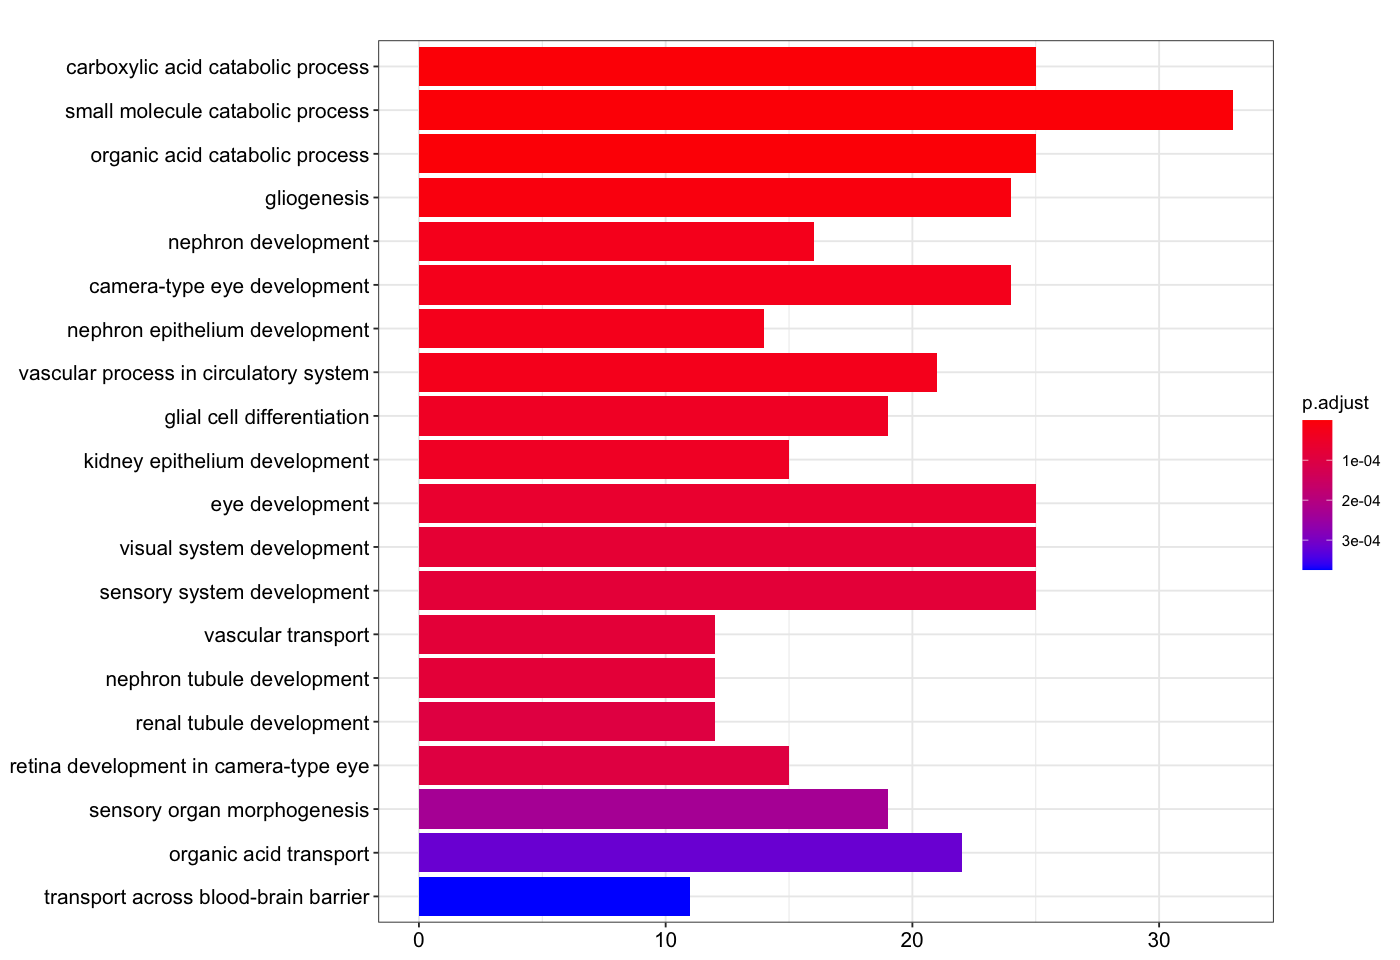 carboxylic acid catabolic process
small molecule catabolic process
organic acid catabolic process
gliogenesis
nephron development
camera-type eye development
nephron epithelium development
vascular process in circulatory system
glial cell differentiation
kidney epithelium development
eye development
visual system development
sensory system development
vascular transport
nephron tubule development
renal tubule development
retina development in camera-type eye
sensory organ morphogenesis
organic acid transport
transport across blood-brain barrier
0 10 20 30
p.adjust
1e-04
2e-04
3e-04